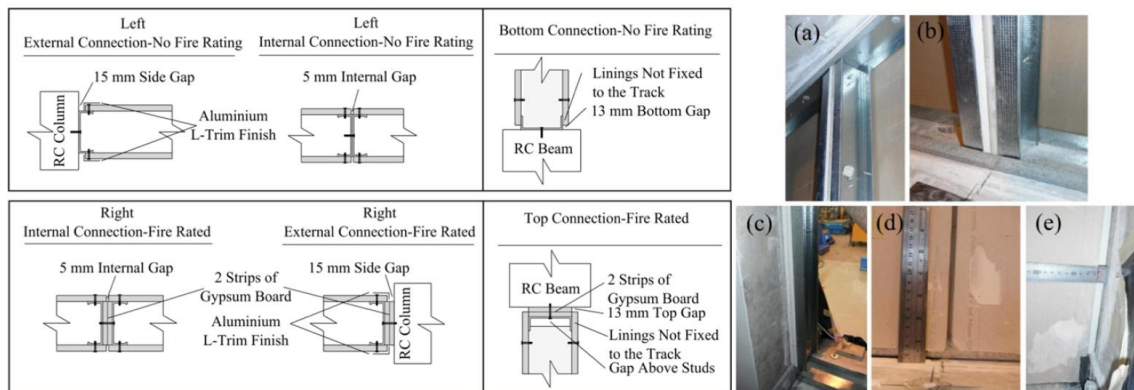 Left
External Connection-No Fire Rating
15 mm Side Gap
RC Column
Aluminium
L-Trim Finish
Left
Internal Connection-No Fire Rating
5 mm Internal Gap
Bottom Connection-No Fire Rating
Linings Not Fixed
to the Track
13 mm Bottom Gap
RC Beam
Right
Internal Connection-Fire Rated
5 mm Internal Gap
2 Strips of
Gypsum Board
Aluminium
L-Trim Finish
Right
External Connection-Fire Rated
15 mm Side Gap
RC Column
Top Connection-Fire Rated
RC Beam
2 Strips of
Gypsum Board
13 mm Top Gap
Linings Not Fixed
to the Track
Gap Above Studs
(a)
(b)
(c)
(d)
(e)